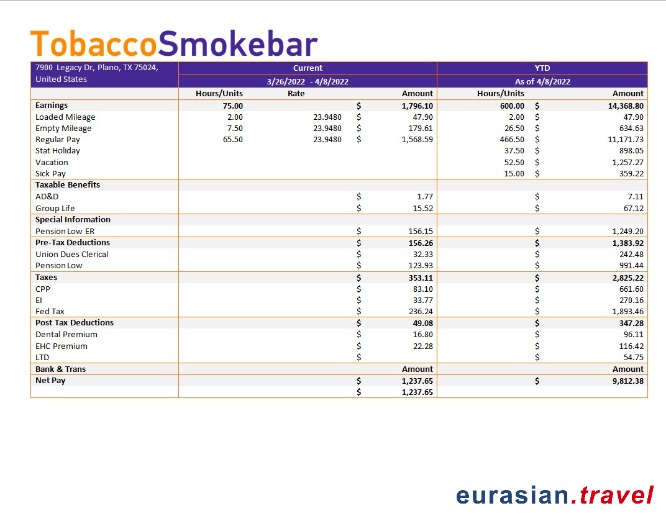 TobaccoSmokebar
7900 Legacy Dr, Plano, TX 75024, United States Current YTD
3/26/2022 - 4/8/2022 As of 4/8/2022
Hours/Units Rate Amount Hours/Units Amount
Earnings 75.00 $ 1,796.10 600.00 $ 14,368.80
Loaded Mileage 2.00 23.9480 $ 47.90 2.00 $ 47.90
Empty Mileage 7.50 23.9480 $ 179.61 26.50 $ 634.63
Regular Pay 65.50 23.9480 $ 1,568.59 466.50 $ 11,171.73
Stat Holiday 37.50 $ 898.05
Vacation 52.50 $ 1,257.27
Sick Pay 15.00 $ 359.22
Taxable Benefits
AD&D $ 1.77 $ 7.11
Group Life $ 15.52 $ 67.12
Special Information
Pension Low ER $ 156.15 $ 1,249.20
Pre-Tax Deductions $ 156.26 $ 1,383.92
Union Dues Clerical $ 32.33 $ 242.48
Pension Low $ 123.93 $ 991.44
Taxes $ 353.11 $ 2,825.22
CPP $ 83.10 $ 661.60
EI $ 33.77 $ 270.16
Fed Tax $ 236.24 $ 1,893.46
Post Tax Deductions $ 49.08 $ 347.28
Dental Premium $ 16.80 $ 96.11
EHC Premium $ 22.28 $ 116.42
LTD $ 54.75
Bank & Trans Amount Amount
Net Pay $ 1,237.65 $ 9,812.38
$ 1,237.65
eurasian.travel